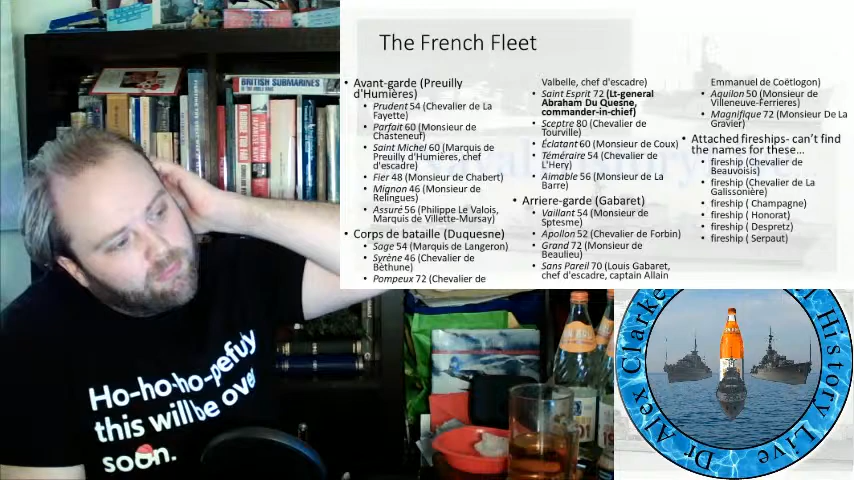 The French Fleet
• Avant-garde (Preuilly
d'Humières)
• Prudent 54 (Chevalier de La
Fayette)
• Parfait 60 (Monsieur de
Chasteneuf)
• Saint Michel 60 (Marquis de
Preuilly d'Humières, chef
d'escadre)
• Fier 48 (Monsieur de Chabert)
• Mignon 46 (Monsieur de
Relingues)
• Assuré 56 (Philippe Le Valois,
Marquis de Villette-Mursay)
• Corps de bataille (Duquesne)
• Sage 54 (Marquis de Langeron)
• Syrène 46 (Chevalier de
Béthune)
• Pompeux 72 (Chevalier de
Valbelle, chef d'escadre)
• Saint Esprit 72 (Lt-general
Abraham Du Quesne,
commander-in-chief)
• Sceptre 80 (Chevalier de
Tourville)
• Éclatant 60 (Monsieur de Coux)
• Téméraire 54 (Chevalier de
L'Hery)
• Aimable 56 (Monsieur de La
Barre)
• Arriere-garde (Gabaret)
• Vaillant 54 (Monsieur de
Septesme)
• Apollon 52 (Chevalier de Forbin)
• Grand 72 (Monsieur de
Beaulieu)
• Sans Pareil 70 (Louis Gabaret,
chef d'escadre, captain Allain
Emmanuel de Coëtlogon)
• Aquilon 50 (Monsieur de
Villeneuve-Ferrieres)
• Magnifique 72 (Monsieur De La
Gravier)
• Attached fireships- can't find
the names for these...
• fireship (Chevalier de
Beauvoisis)
• fireship (Chevalier de La
Galissonière)
• fireship ( Champagne)
• fireship ( Honorat)
• fireship ( Despretz)
• fireship ( Serpaut)
BRITISH SUBMARINES
A BRIDGE TOO FAR
Ho-ho-ho-pefuly
this will be over
soon.
Dr Alex Clarke
History Live